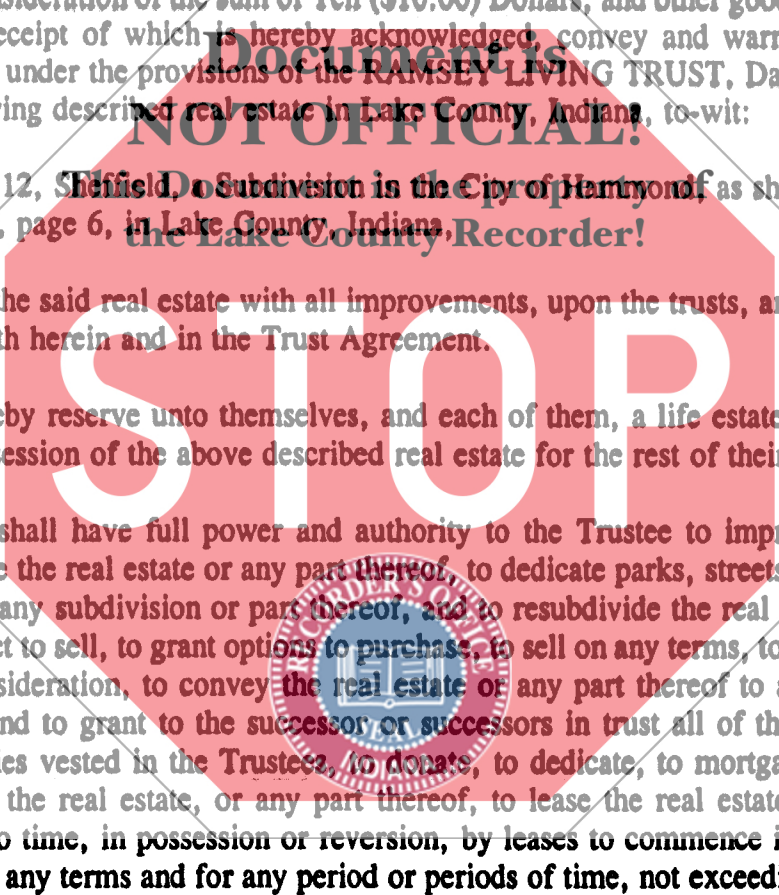 sideration of the sum of Ten ($10.00) Dollars, and other good
eceipt of which is hereby acknowledged, convey and warr
Document is
under the provisions of the RAMSEY LIVING TRUST, Da
ving described real estate in Lake County, Indiana, to-wit:
NOT OFFICIAL!
12, Sheffield, a Subdivision in the City of Hammond, as sh
This Document is the property of
, page 6, in Lake County, Indiana,
the Lake County Recorder!
he said real estate with all improvements, upon the trusts, an
th herein and in the Trust Agreement.
STOP
eby reserve unto themselves, and each of them, a life estate
session of the above described real estate for the rest of their
shall have full power and authority to the Trustee to impr
e the real estate or any part thereof, to dedicate parks, streets
any subdivision or part thereof, and to resubdivide the real
ct to sell, to grant options to purchase, to sell on any terms, to
sideration, to convey the real estate or any part thereof to a
nd to grant to the successor or successors in trust all of th
ies vested in the Trustees, to donate, to dedicate, to mortga
the real estate, or any part thereof, to lease the real estate
o time, in possession or reversion, by leases to commence i
any terms and for any period or periods of time, not exceed
RECORDER'S OFFICE
SEAL
INDIANA